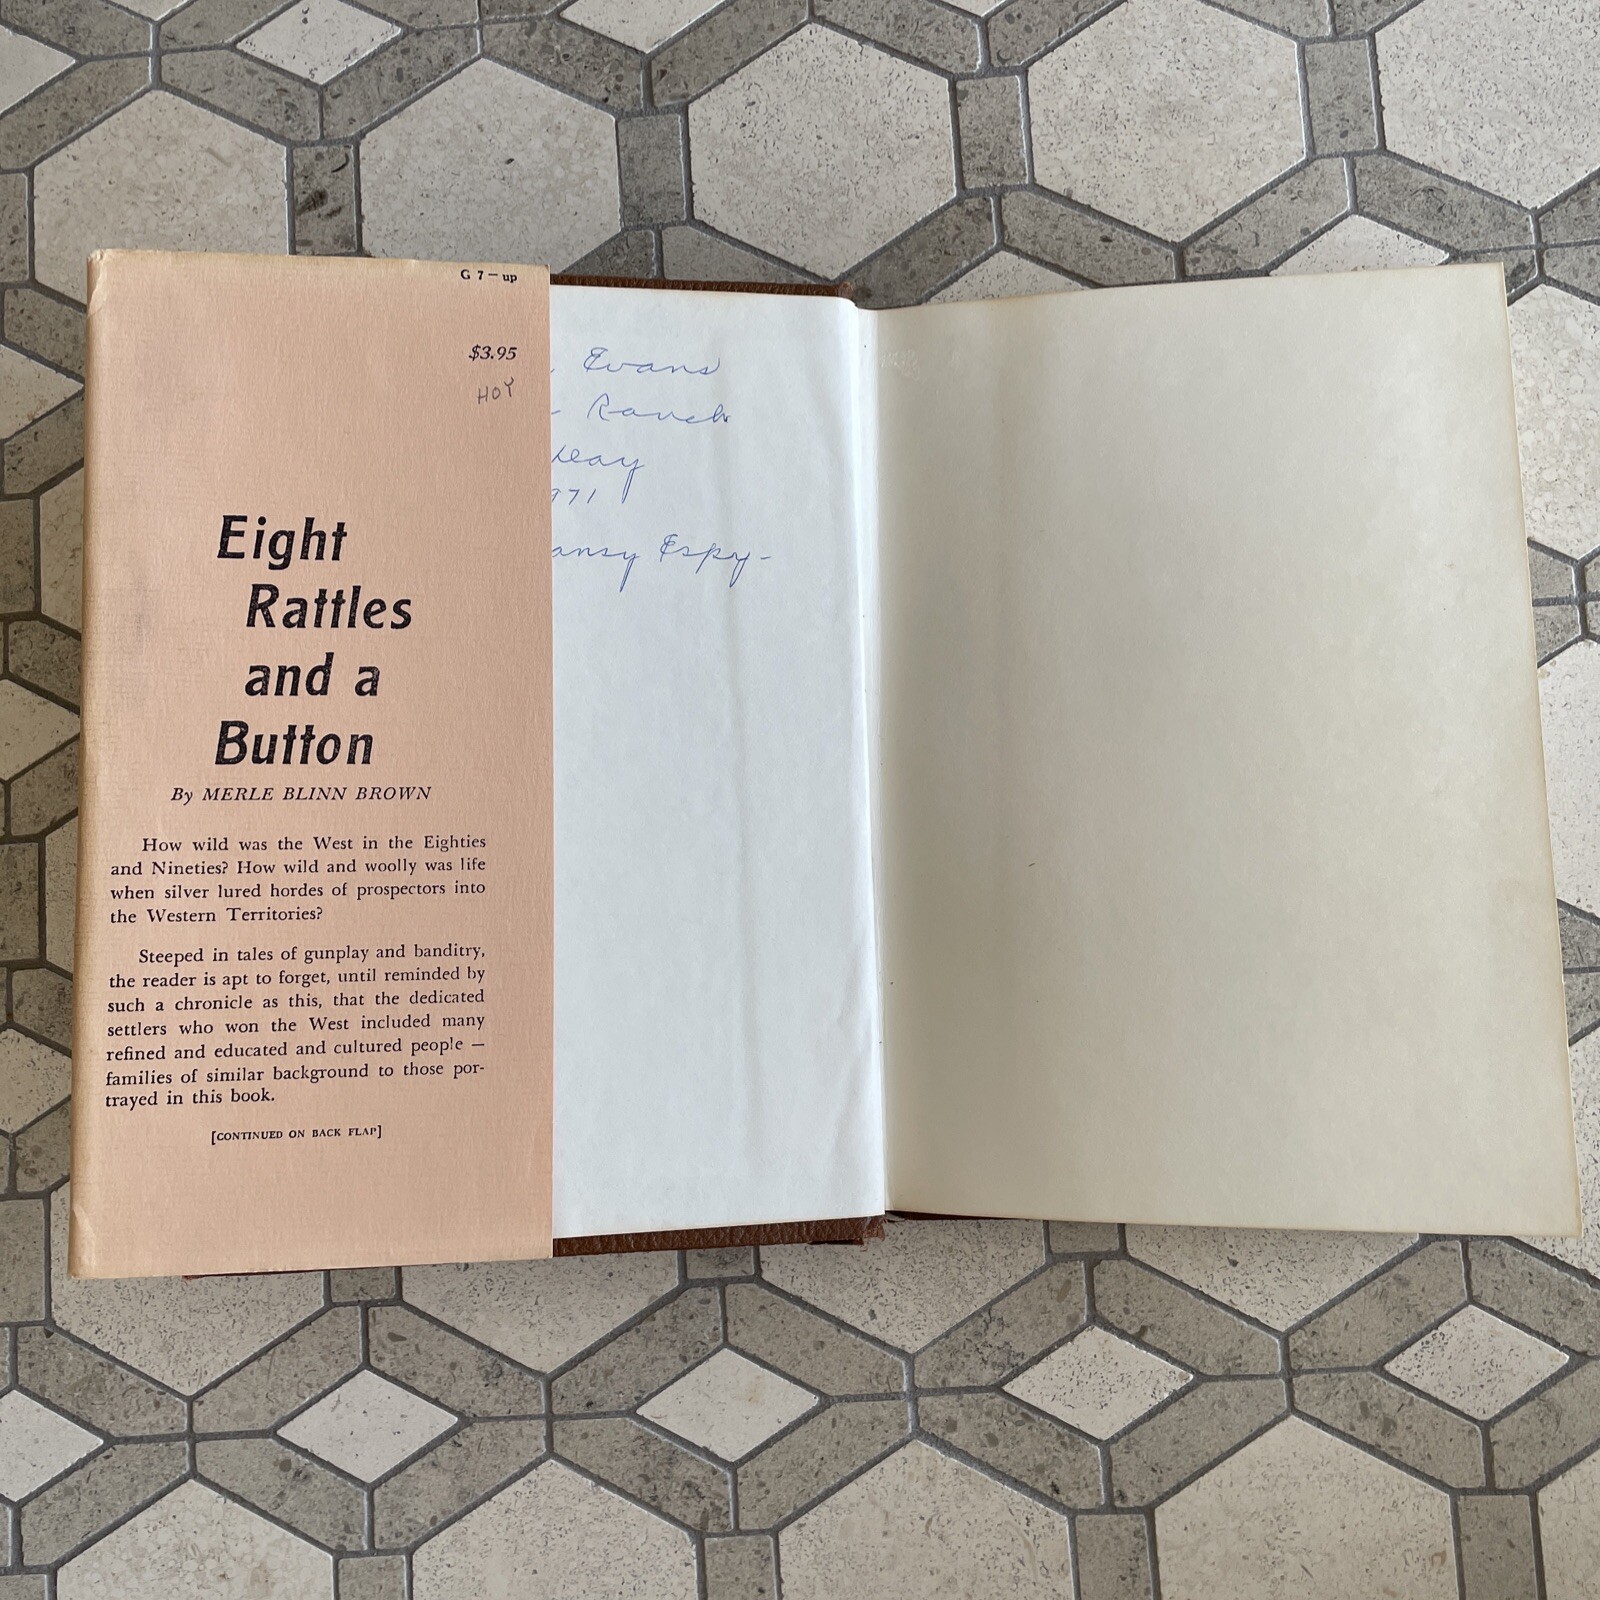 G 7 — up
$3.95
HOY
Eight
Rattles
and a
Button
By MERLE BLINN BROWN
How wild was the West in the Eighties
and Nineties? How wild and woolly was life
when silver lured hordes of prospectors into
the Western Territories?
Steeped in tales of gunplay and banditry,
the reader is apt to forget, until reminded by
such a chronicle as this, that the dedicated
settlers who won the West included many
refined and educated and cultured people —
families of similar background to those por-
trayed in this book.
[CONTINUED ON BACK FLAP]
Evans
Ranch
971
ansy Espy-